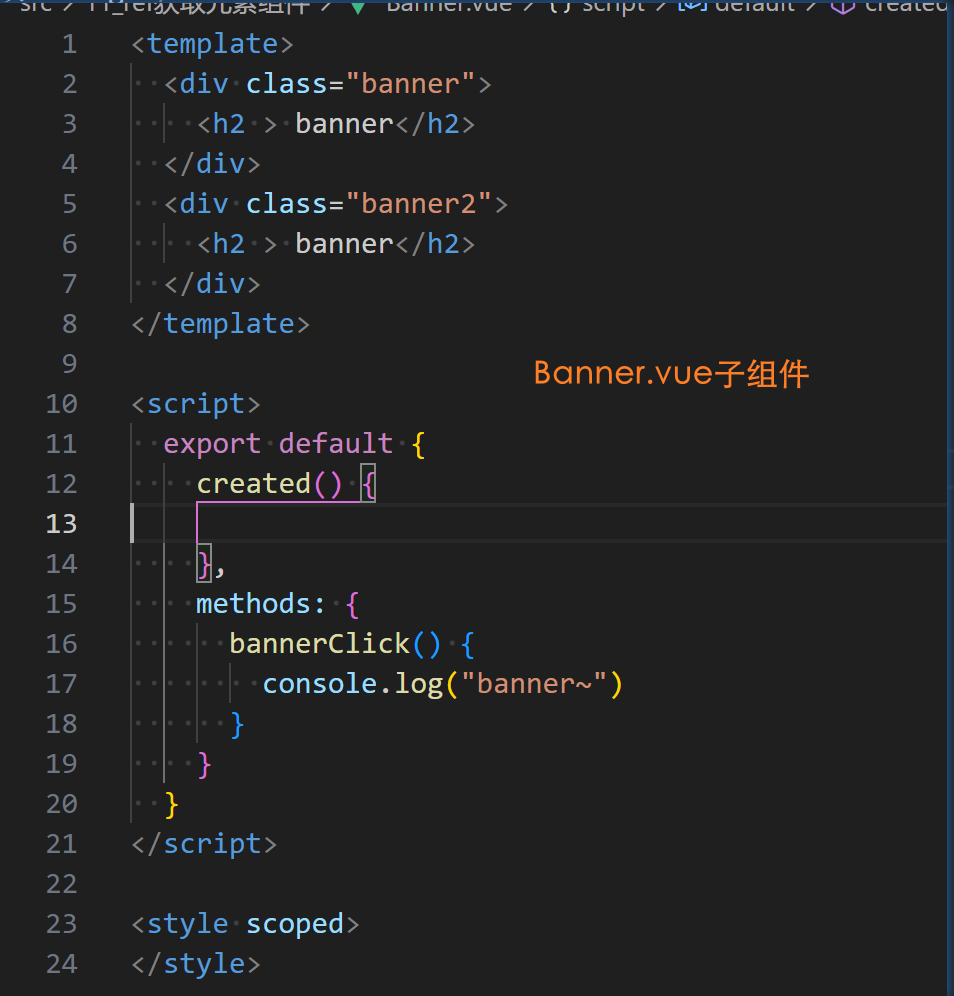 src > 11_ref获取元素组件 > Banner.vue > {} script > default > created
1 <template>
2 <div class="banner">
3 <h2 > banner</h2>
4 </div>
5 <div class="banner2">
6 <h2 > banner</h2>
7 </div>
8 </template>
9
Banner.vue子组件
10 <script>
11 export default {
12 created() {
13
14 },
15 methods: {
16 bannerClick() {
17 console.log("banner~")
18 }
19 }
20 }
21 </script>
22
23 <style scoped>
24 </style>